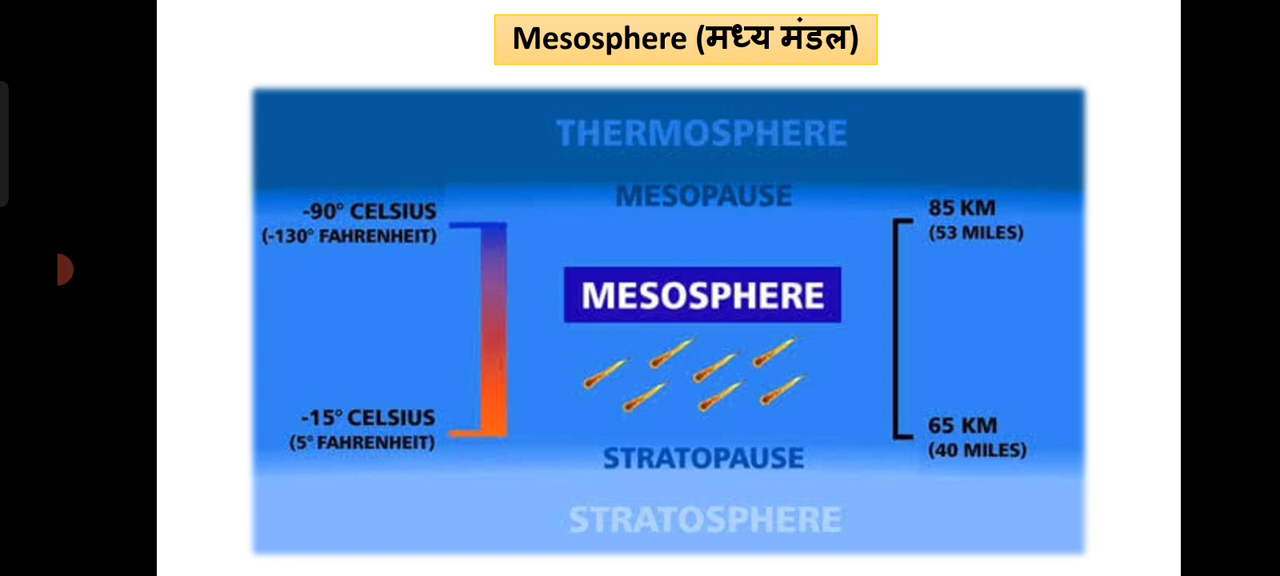 Mesosphere (मध्य मंडल)
THERMOSPHERE
MESOPAUSE
-90° CELSIUS
(-130° FAHRENHEIT)
85 KM
(53 MILES)
MESOSPHERE
-15° CELSIUS
(5° FAHRENHEIT)
65 KM
(40 MILES)
STRATOPAUSE
STRATOSPHERE